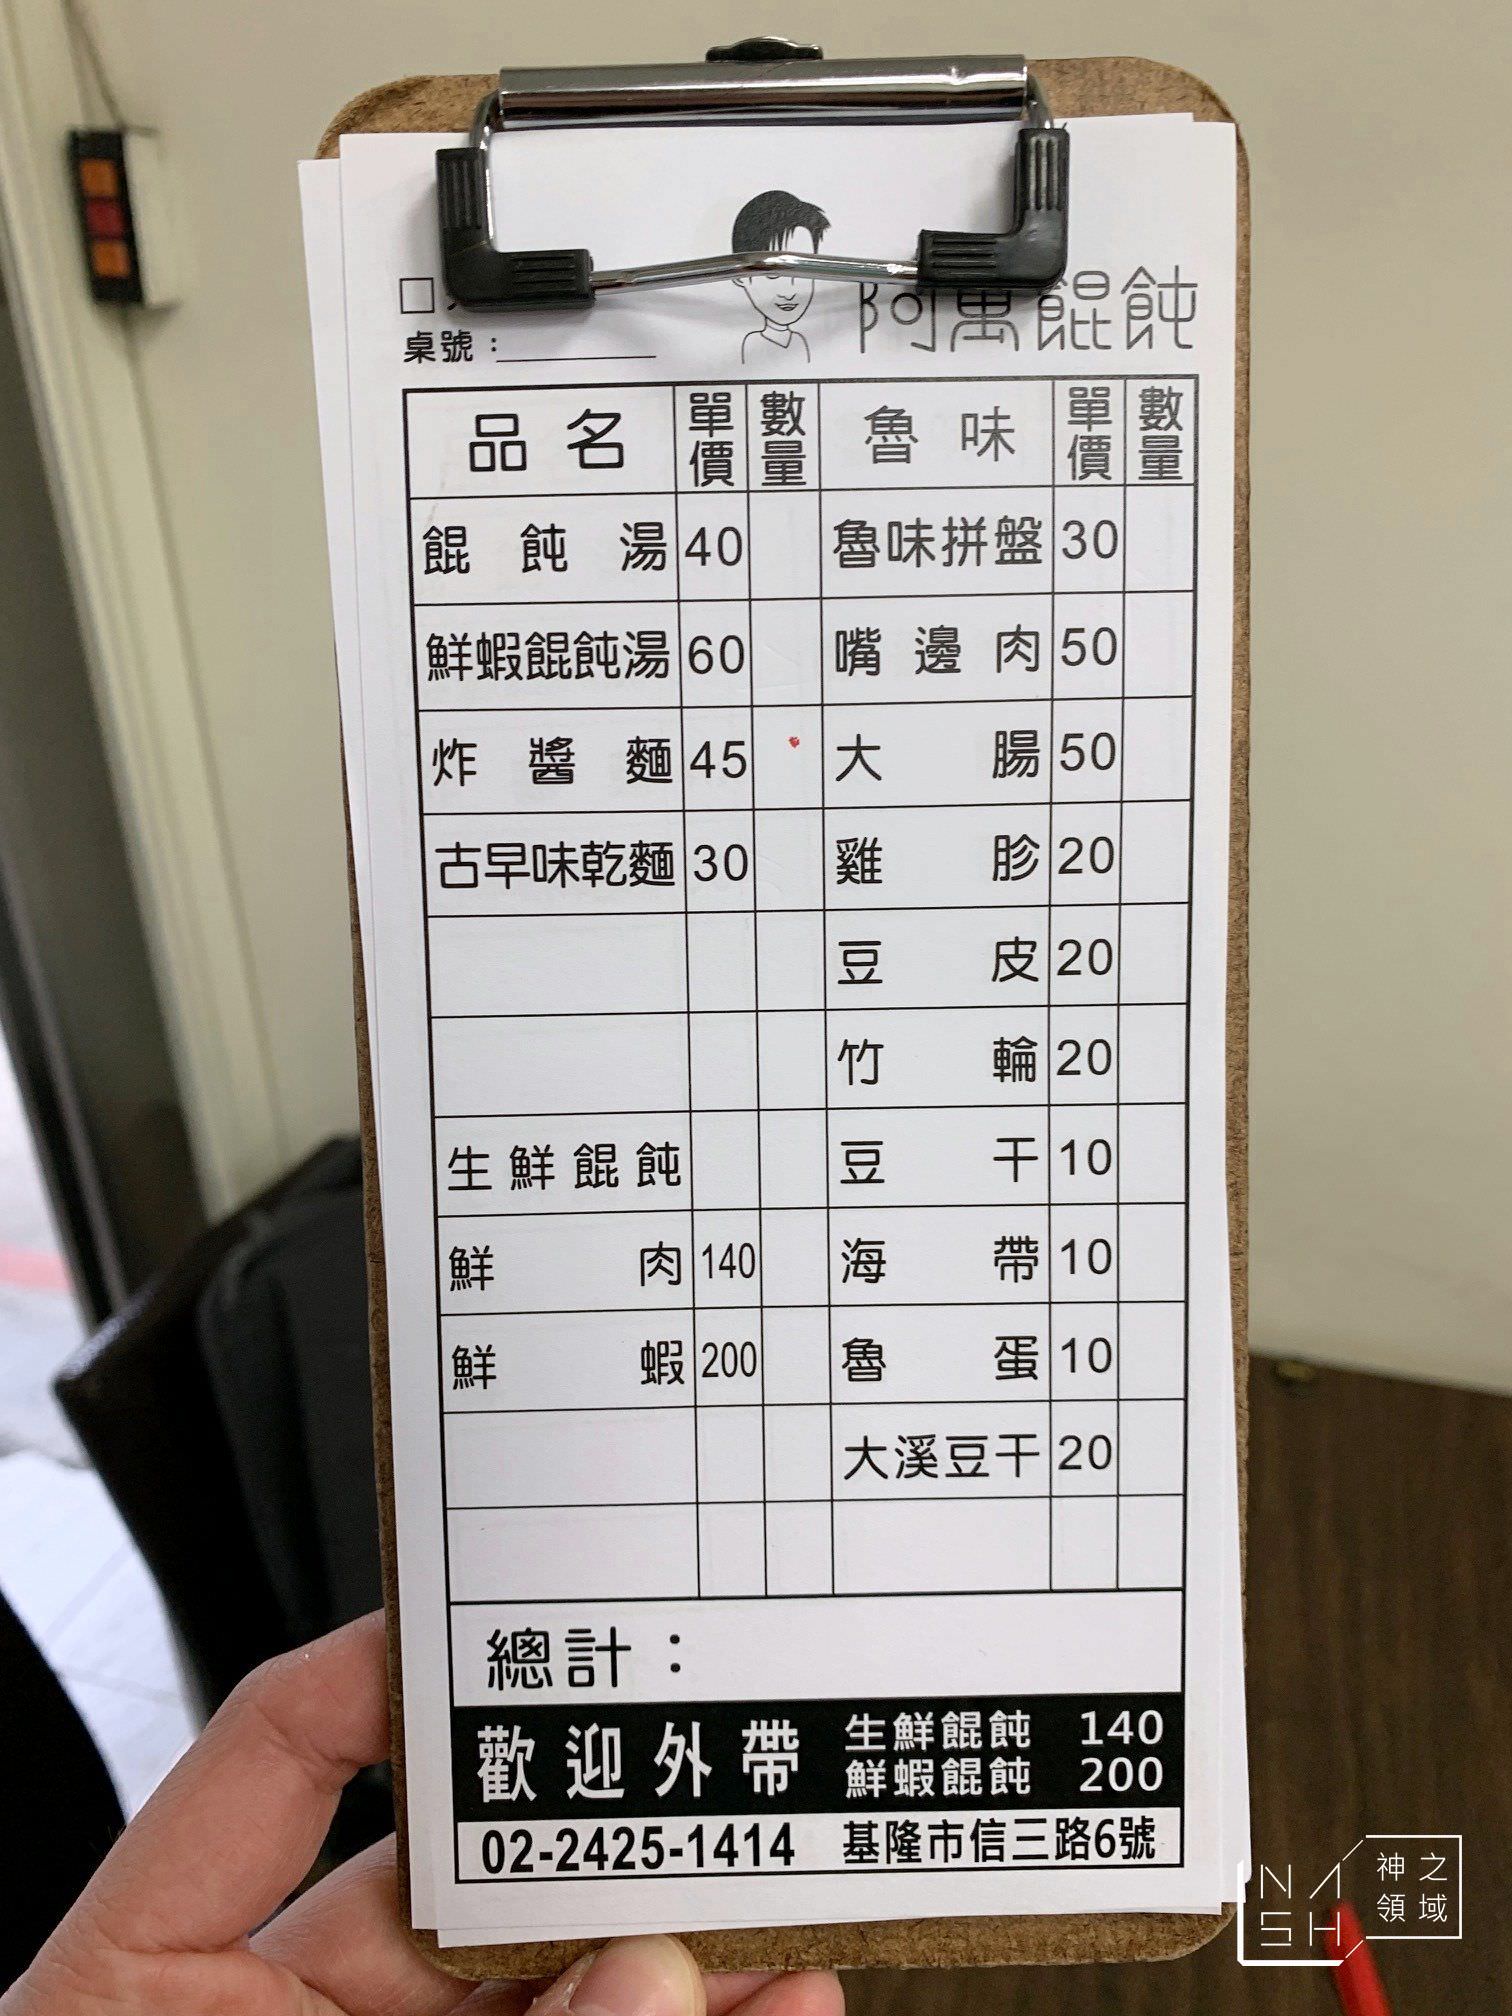 阿萬餛飩
桌號：
品名 單價 數量 魯味 單價 數量
餛飩湯 40 魯味拼盤 30
鮮蝦餛飩湯 60 嘴邊肉 50
炸醬麵 45 大腸 50
古早味乾麵 30 雞胗 20
豆皮 20
竹輪 20
生鮮餛飩 豆干 10
鮮肉 140 海帶 10
鮮蝦 200 魯蛋 10
大溪豆干 20
總計：
歡迎外帶 生鮮餛飩 140
鮮蝦餛飩 200
02-2425-1414 基隆市信三路6號
NASH
神之領域